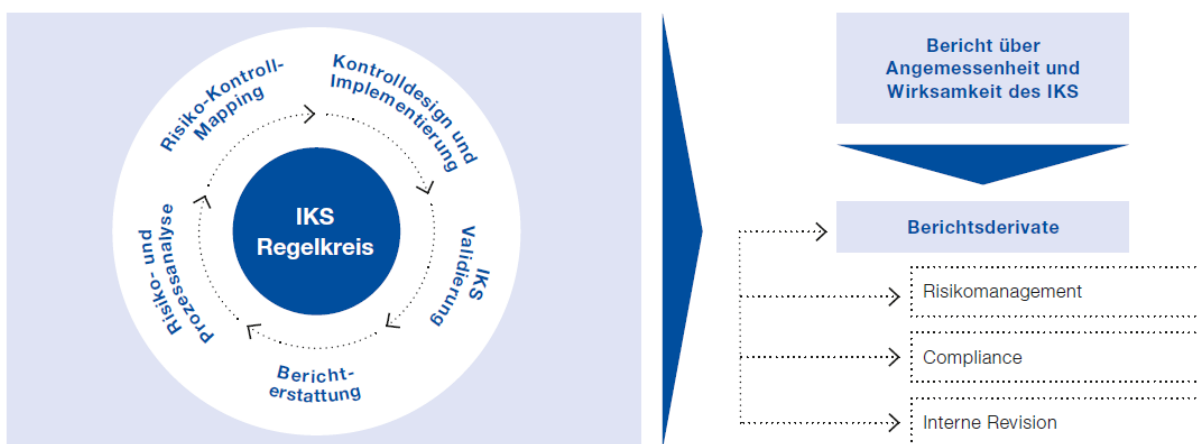 Risiko-Kontroll-
Mapping
Kontrolldesign und
Implementierung
IKS
Validierung
Bericht-
erstattung
Risiko- und
Prozessanalyse
IKS
Regelkreis
Bericht über
Angemessenheit und
Wirksamkeit des IKS
Berichtsderivate
Risikomanagement
Compliance
Interne Revision